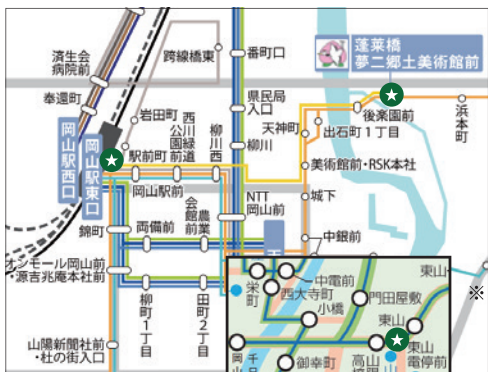 済生会
病院前
跨線橋東
番町口
蓬莱橋
夢二郷土美術館前
奉還町
県民局
入口
後楽園前
浜本町
岩田町
西川緑道
公園前
柳川西
天神町
出石町1丁目
岡山駅西口
岡山駅東口
駅前町
柳川
美術館前・RSK本社
岡山駅前
NTT
岡山前
城下
錦町
両備前
農業
会館前
中銀前
オンモール岡山前
・源吉兆庵本社前
中電前
東山
※
栄町
西大寺町
小橋
門田屋敷
柳町1丁目
田町2丁目
東山
山陽新聞社前
・杜の街入口
御幸町
東山
電停前